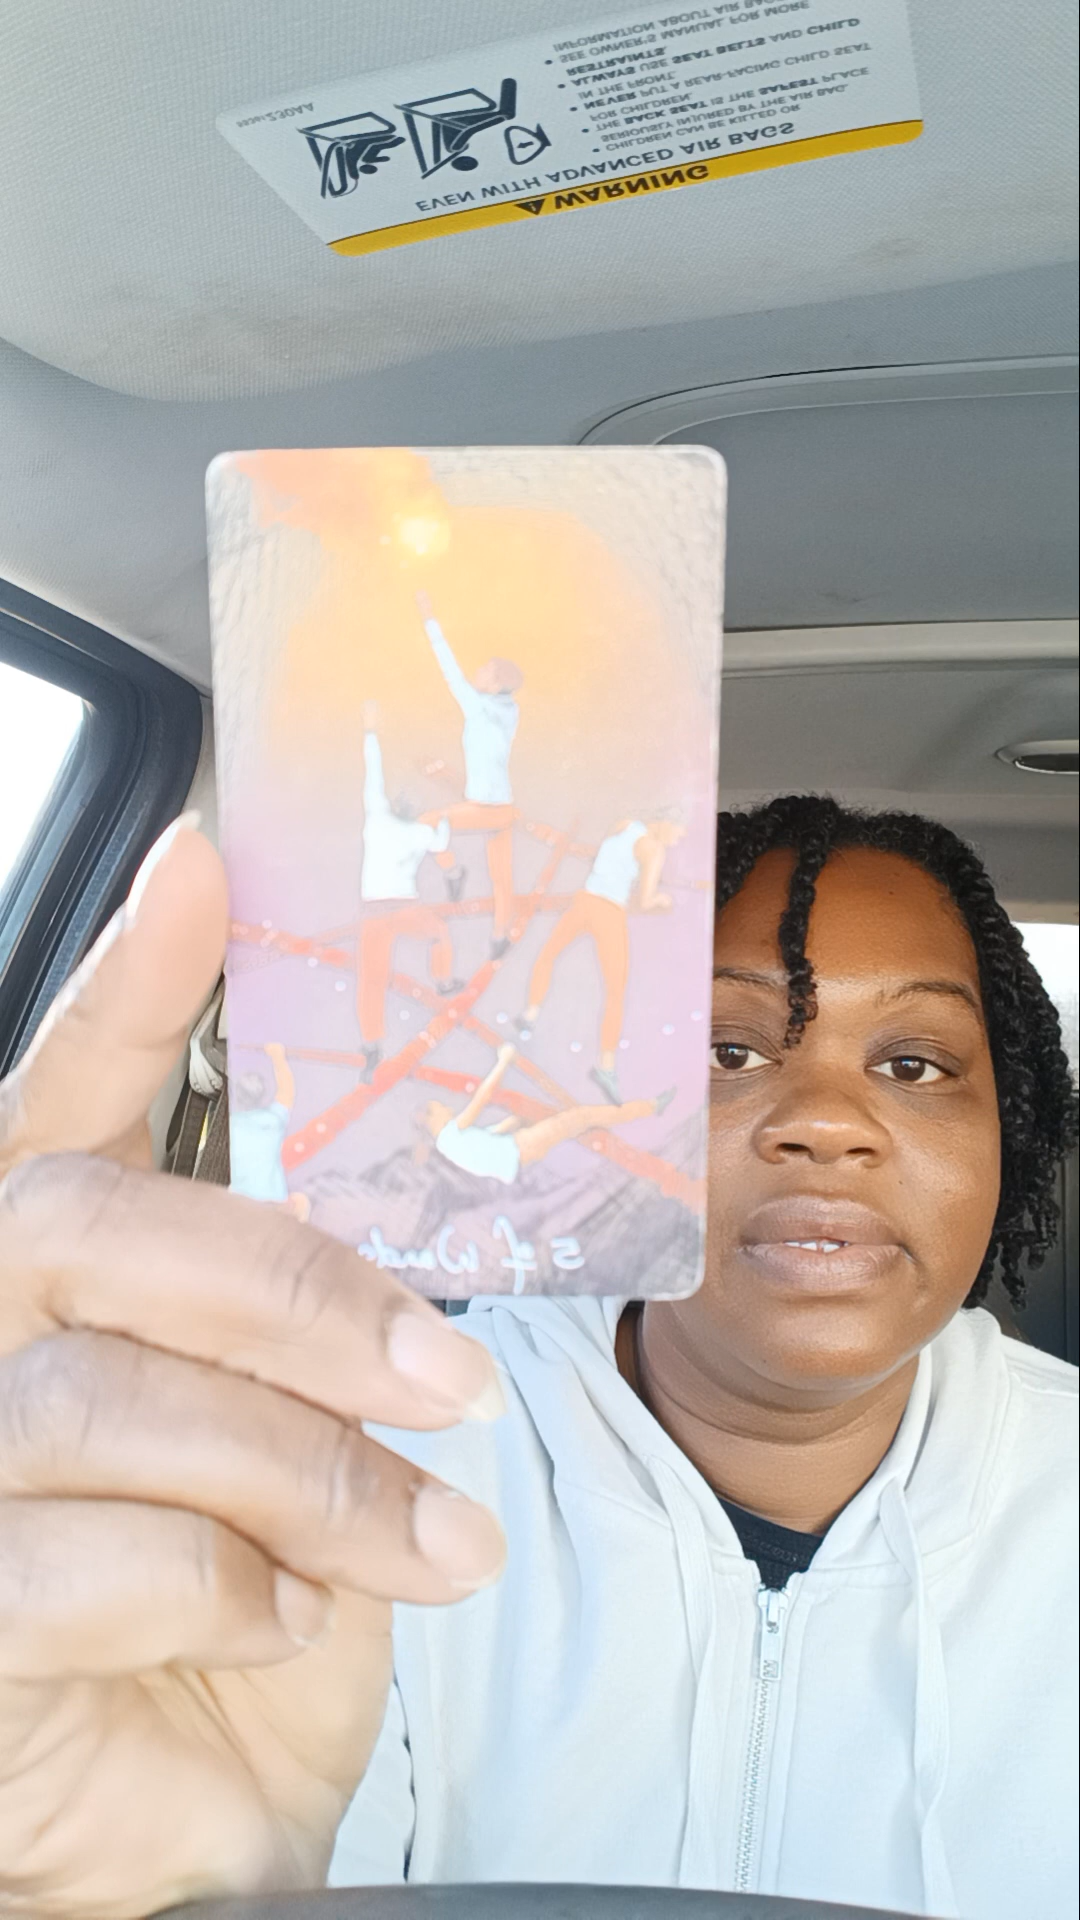 ⚠ WARNING
EVEN WITH ADVANCED AIR BAGS
• CHILDREN CAN BE KILLED OR
SERIOUSLY INJURED BY THE AIR BAG.
• THE BACK SEAT IS THE SAFEST PLACE
FOR CHILDREN.
• NEVER PUT A REAR-FACING CHILD SEAT
IN THE FRONT.
• ALWAYS USE SEAT BELTS AND CHILD
RESTRAINTS.
• SEE OWNER'S MANUAL FOR MORE
INFORMATION ABOUT AIR BAGS.
5 of Wands